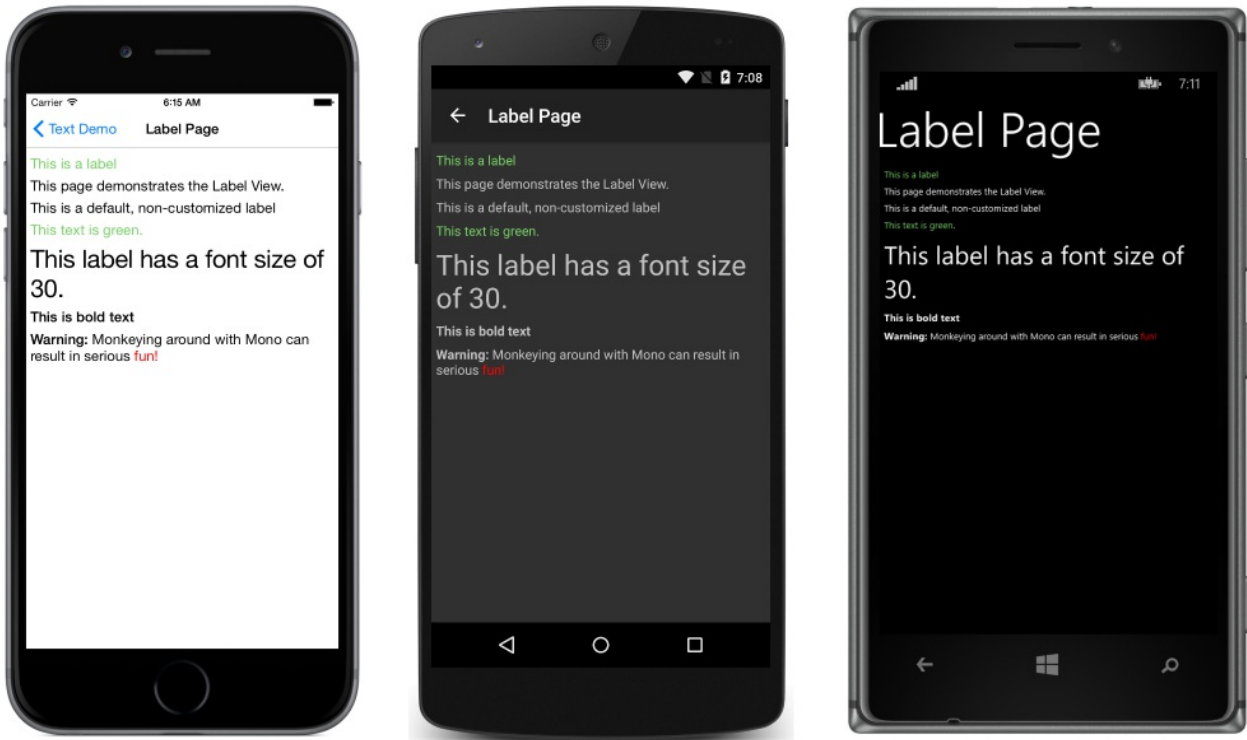 Carrier 6:15 AM
Text Demo Label Page
This is a label
This page demonstrates the Label View.
This is a default, non-customized label
This text is green.
This label has a font size of
30.
This is bold text
Warning: Monkeying around with Mono can
result in serious fun!
7:08
Label Page
This is a label
This page demonstrates the Label View.
This is a default, non-customized label
This text is green.
This label has a font size
of 30.
This is bold text
Warning: Monkeying around with Mono can result in
serious fun!
7:11
Label Page
This is a label
This page demonstrates the Label View.
This is a default, non-customized label
This text is green.
This label has a font size of
30.
This is bold text
Warning: Monkeying around with Mono can result in serious fun!